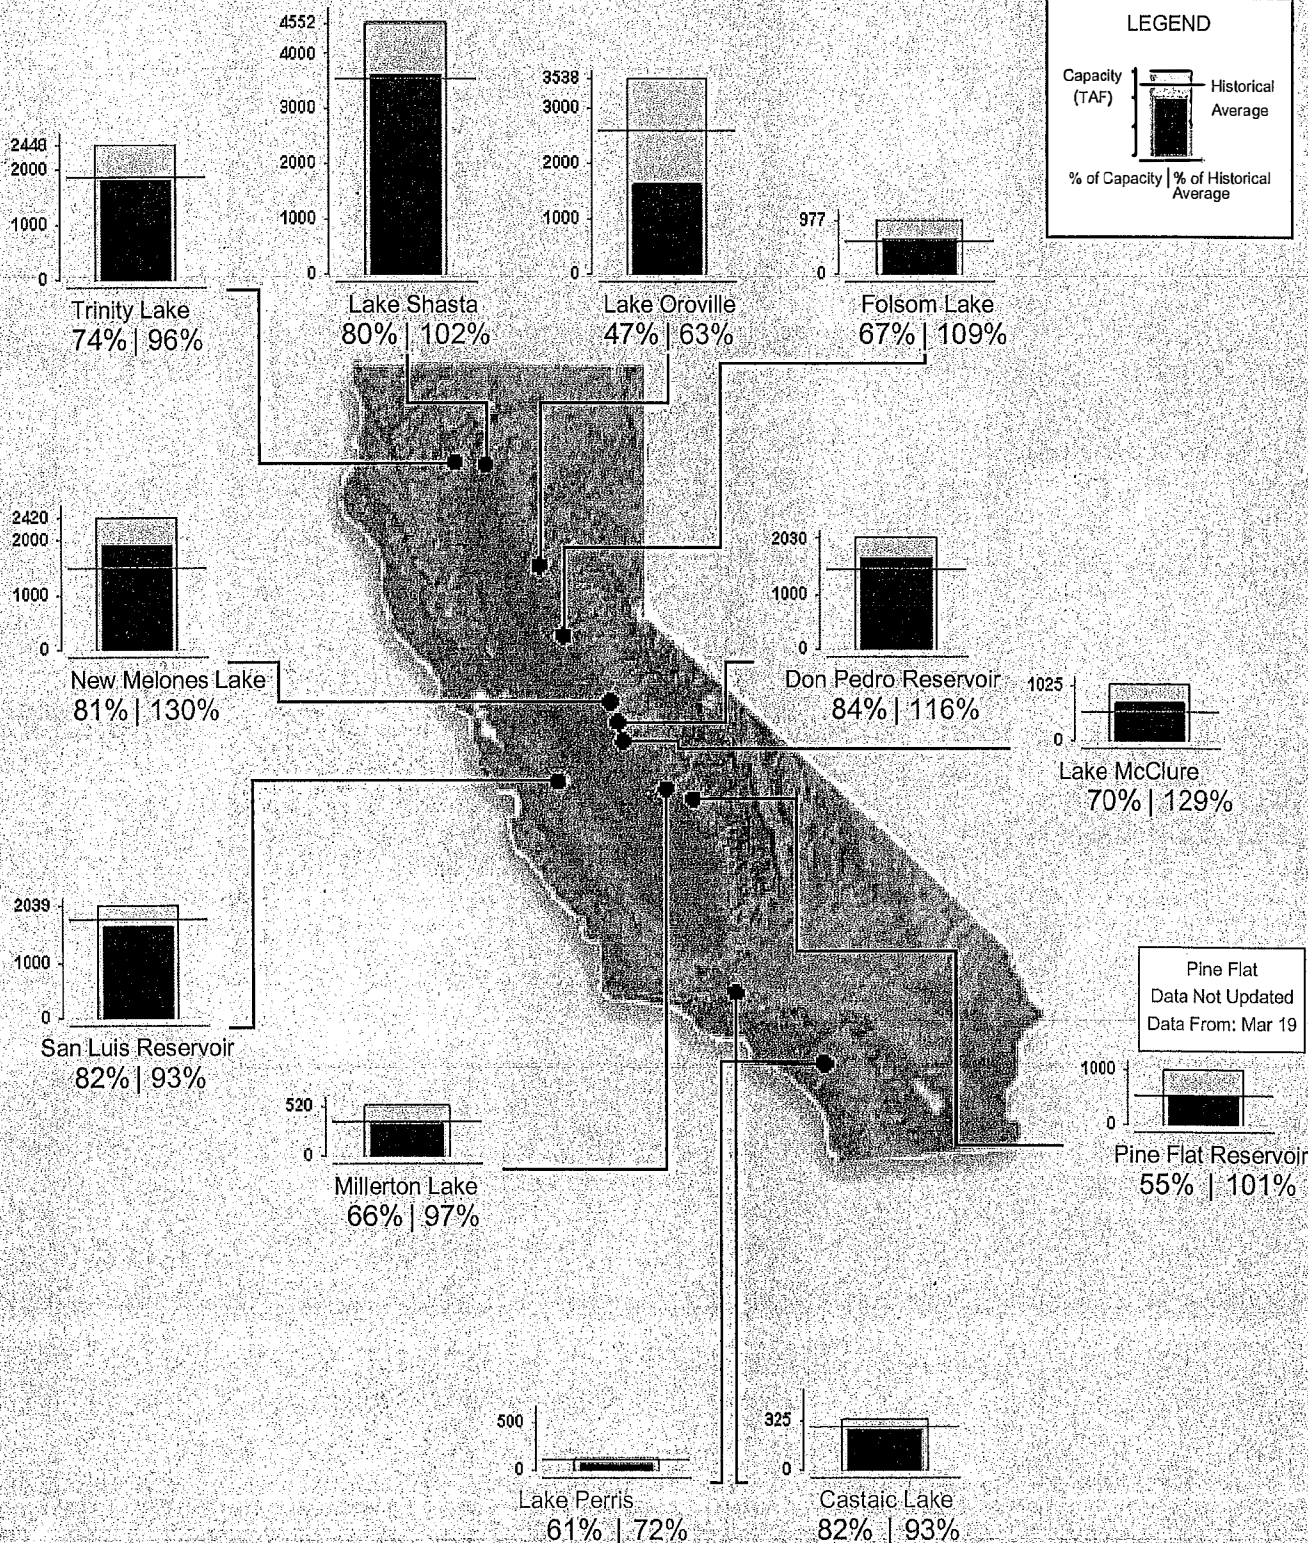 LEGEND
Capacity
(TAF)
Historical
Average
% of Capacity | % of Historical
Average
4552
4000
3000
2000
1000
0
Lake Shasta
80% | 102%
3538
3000
2000
1000
0
Lake Oroville
47% | 63%
2448
2000
1000
0
Trinity Lake
74% | 96%
977
0
Folsom Lake
67% | 109%
2420
2000
1000
0
New Melones Lake
81% | 130%
2030
1000
0
Don Pedro Reservoir
84% | 116%
1025
0
Lake McClure
70% | 129%
2039
1000
0
San Luis Reservoir
82% | 93%
Pine Flat
Data Not Updated
Data From: Mar 19
1000
0
Pine Flat Reservoir
55% | 101%
520
0
Millerton Lake
66% | 97%
500
0
Lake Perris
61% | 72%
325
0
Castaic Lake
82% | 93%